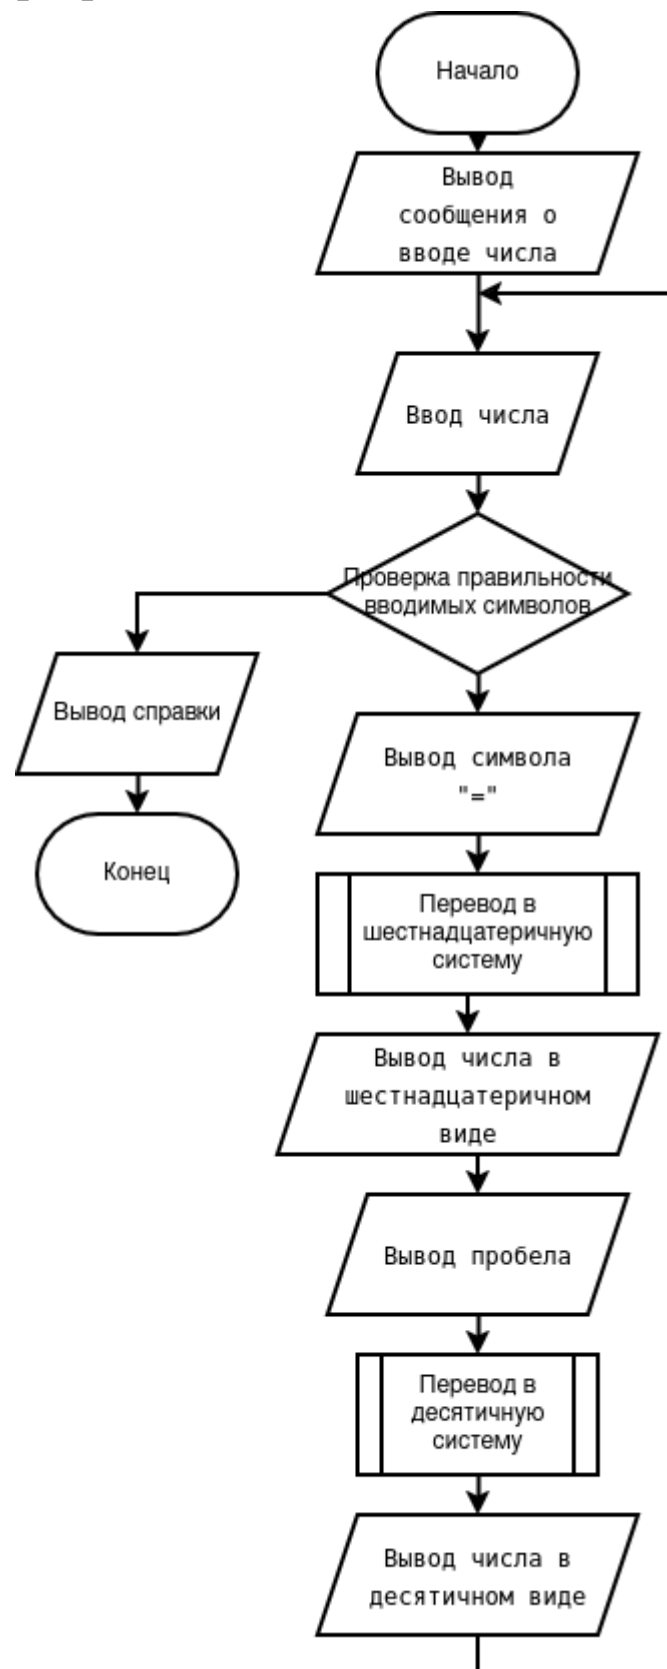 Начало
Вывод
сообщения о
вводе числа
Ввод числа
Проверка правильности
вводимых символов
Вывод справки
Конец
Вывод символа
"="
Перевод в
шестнадцатеричную
систему
Вывод числа в
шестнадцатеричном
виде
Вывод пробела
Перевод в
десятичную
систему
Вывод числа в
десятичном виде